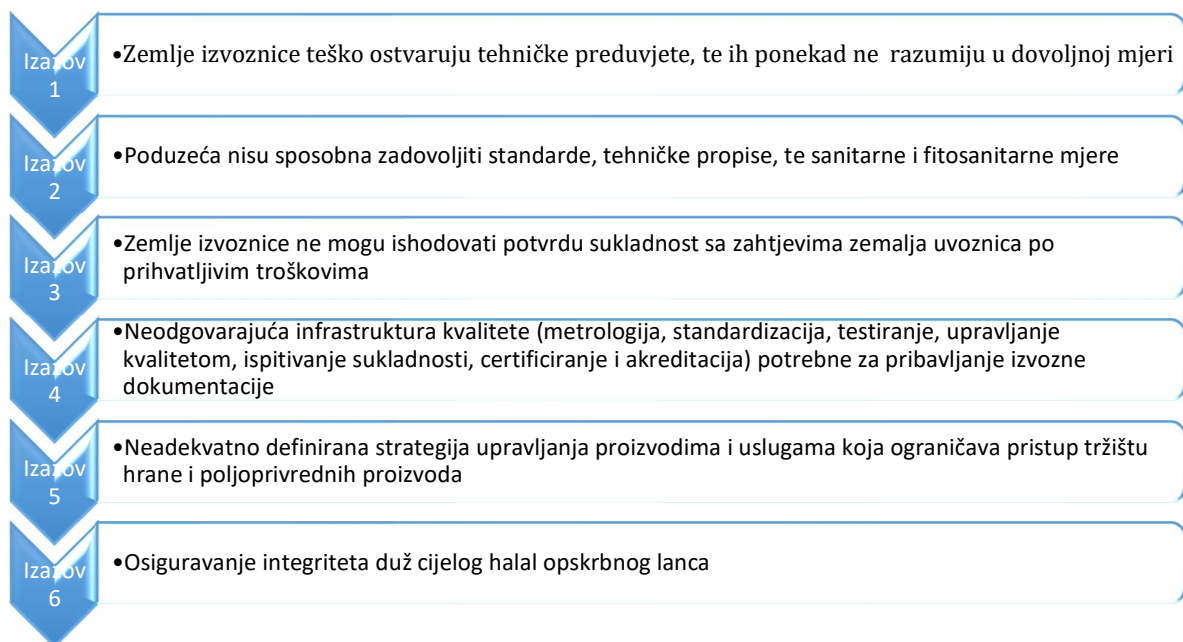 Izazov
1
•Zemlje izvoznice teško ostvaruju tehničke preduvjete, te ih ponekad ne  razumiju u dovoljnoj mjeri
Izazov
2
•Poduzeća nisu sposobna zadovoljiti standarde, tehničke propise, te sanitarne i fitosanitarne mjere
Izazov
3
•Zemlje izvoznice ne mogu ishodovati potvrdu sukladnost sa zahtjevima zemalja uvoznica po
prihvatljivim troškovima
Izazov
4
•Neodgovarajuća infrastruktura kvalitete (metrologija, standardizacija, testiranje, upravljanje
kvalitetom, ispitivanje sukladnosti, certificiranje i akreditacija) potrebne za pribavljanje izvozne
dokumentacije
Izazov
5
•Neadekvatno definirana strategija upravljanja proizvodima i uslugama koja ograničava pristup tržištu
hrane i poljoprivrednih proizvoda
Izazov
6
•Osiguravanje integriteta duž cijelog halal opskrbnog lanca